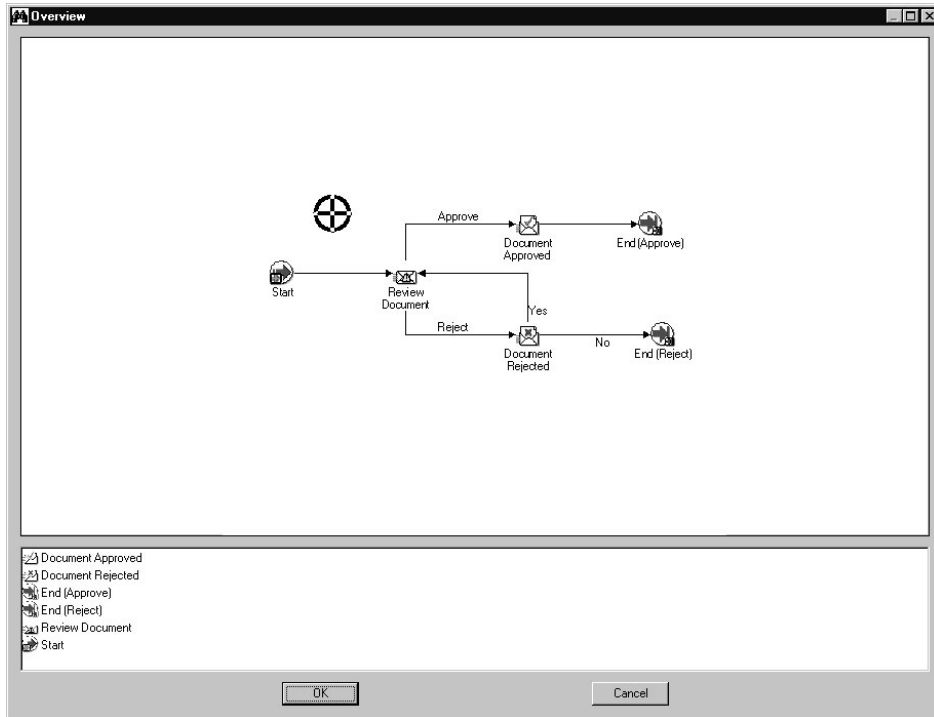 Overview
Approve
Document
Approved
End (Approve)
Start
Review
Document
Yes
Reject
Document
Rejected
No
End (Reject)
Document Approved
Document Rejected
End (Approve)
End (Reject)
Review Document
Start
OK
Cancel